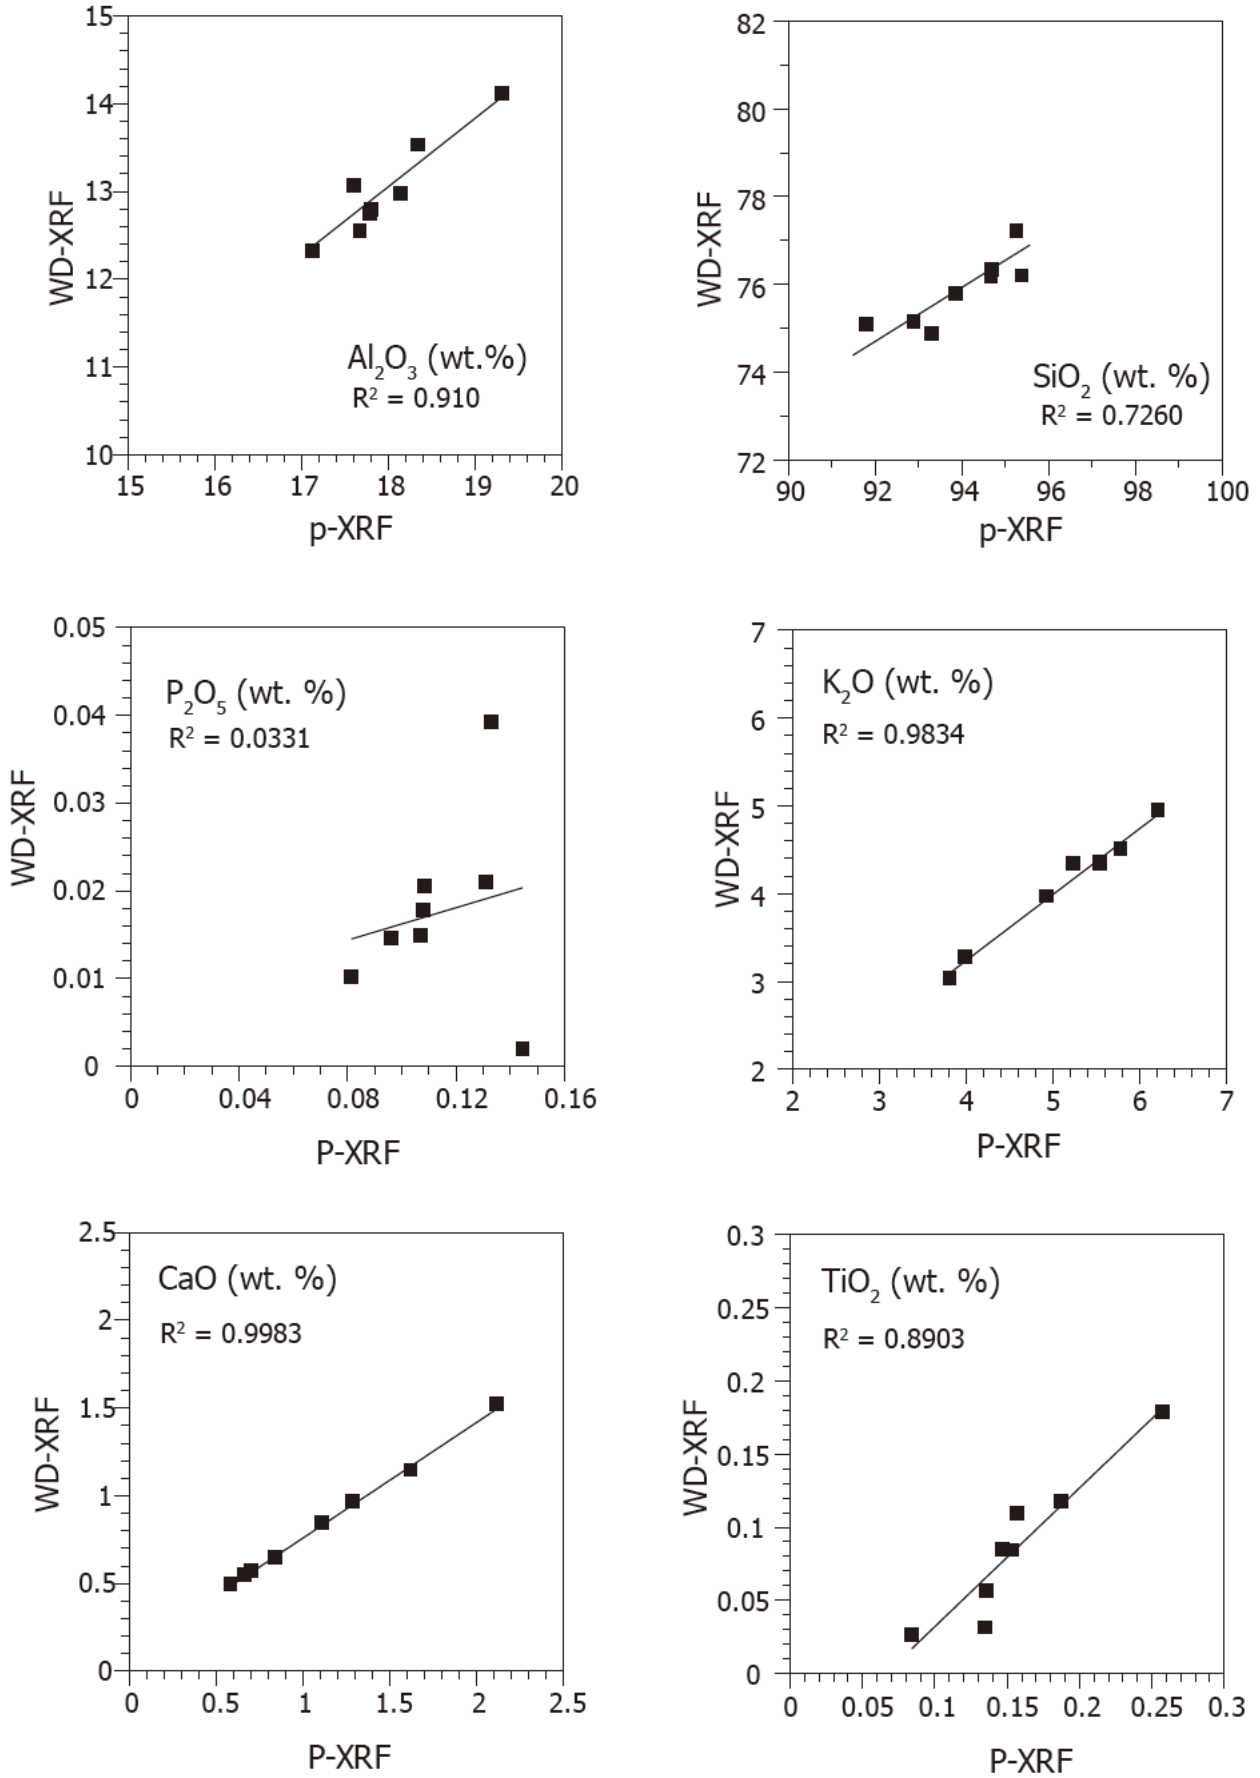 15
14
13
12
11
10
WD-XRF
Al₂O₃ (wt.%)
R² = 0.910
15 16 17 18 19 20
p-XRF
82
80
78
76
74
72
WD-XRF
SiO₂ (wt. %)
R² = 0.7260
90 92 94 96 98 100
p-XRF
0.05
0.04
0.03
0.02
0.01
0
WD-XRF
P₂O₅ (wt. %)
R² = 0.0331
0 0.04 0.08 0.12 0.16
P-XRF
7
6
5
4
3
2
WD-XRF
K₂O (wt. %)
R² = 0.9834
2 3 4 5 6 7
P-XRF
2.5
2
1.5
1
0.5
0
WD-XRF
CaO (wt. %)
R² = 0.9983
0 0.5 1 1.5 2 2.5
P-XRF
0.3
0.25
0.2
0.15
0.1
0.05
0
WD-XRF
TiO₂ (wt. %)
R² = 0.8903
0 0.05 0.1 0.15 0.2 0.25 0.3
P-XRF